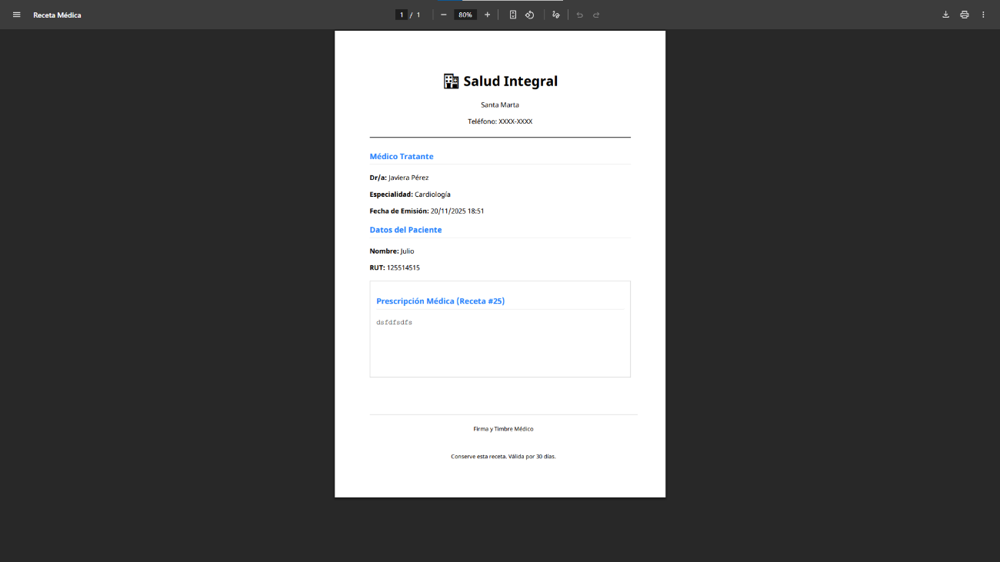 Receta Médica
1 / 1
80%
Salud Integral
Santa Marta
Teléfono: XXXX-XXXX
Médico Tratante
Dr/a: Javiera Pérez
Especialidad: Cardiología
Fecha de Emisión: 20/11/2025 18:51
Datos del Paciente
Nombre: Julio
RUT: 125514515
Prescripción Médica (Receta #25)
dsfdfsdfs
Firma y Timbre Médico
Conserve esta receta. Válida por 30 días.